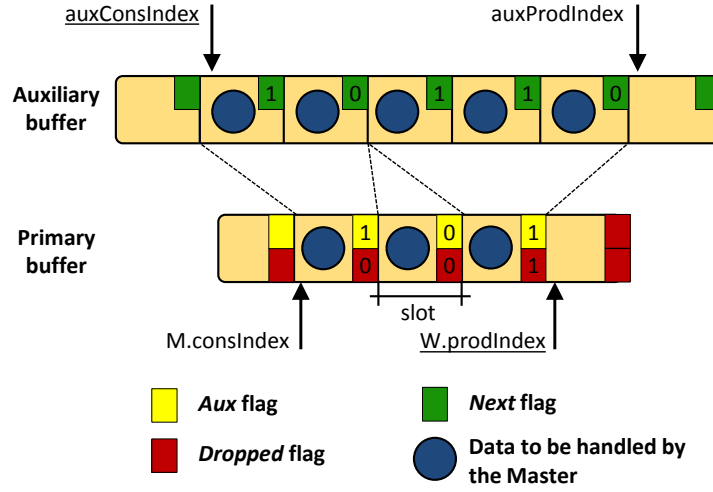 auxConsIndex auxProdIndex
Auxiliary
buffer
1 0 1 1 0
Primary
buffer
1 0 1
0 0 1
slot
M.consIndex W.prodIndex
Aux flag Next flag
Dropped flag Data to be handled by
the Master